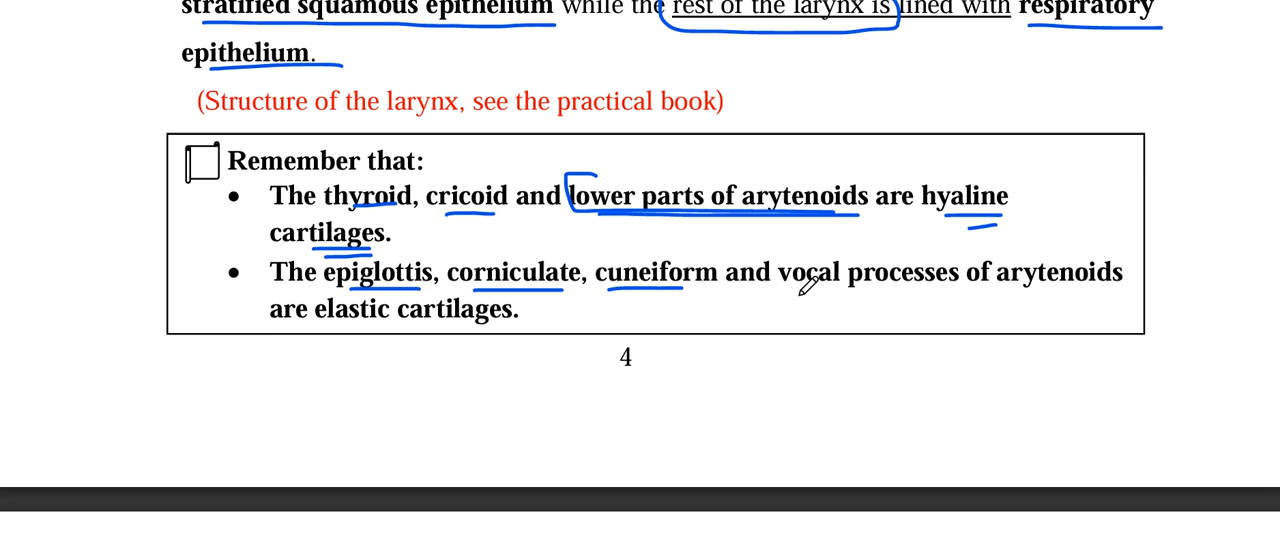 stratified squamous epithelium while the rest of the larynx is lined with respiratory
epithelium.
(Structure of the larynx, see the practical book)
Remember that:
• The thyroid, cricoid and lower parts of arytenoids are hyaline
cartilages.
• The epiglottis, corniculate, cuneiform and vocal processes of arytenoids
are elastic cartilages.
4